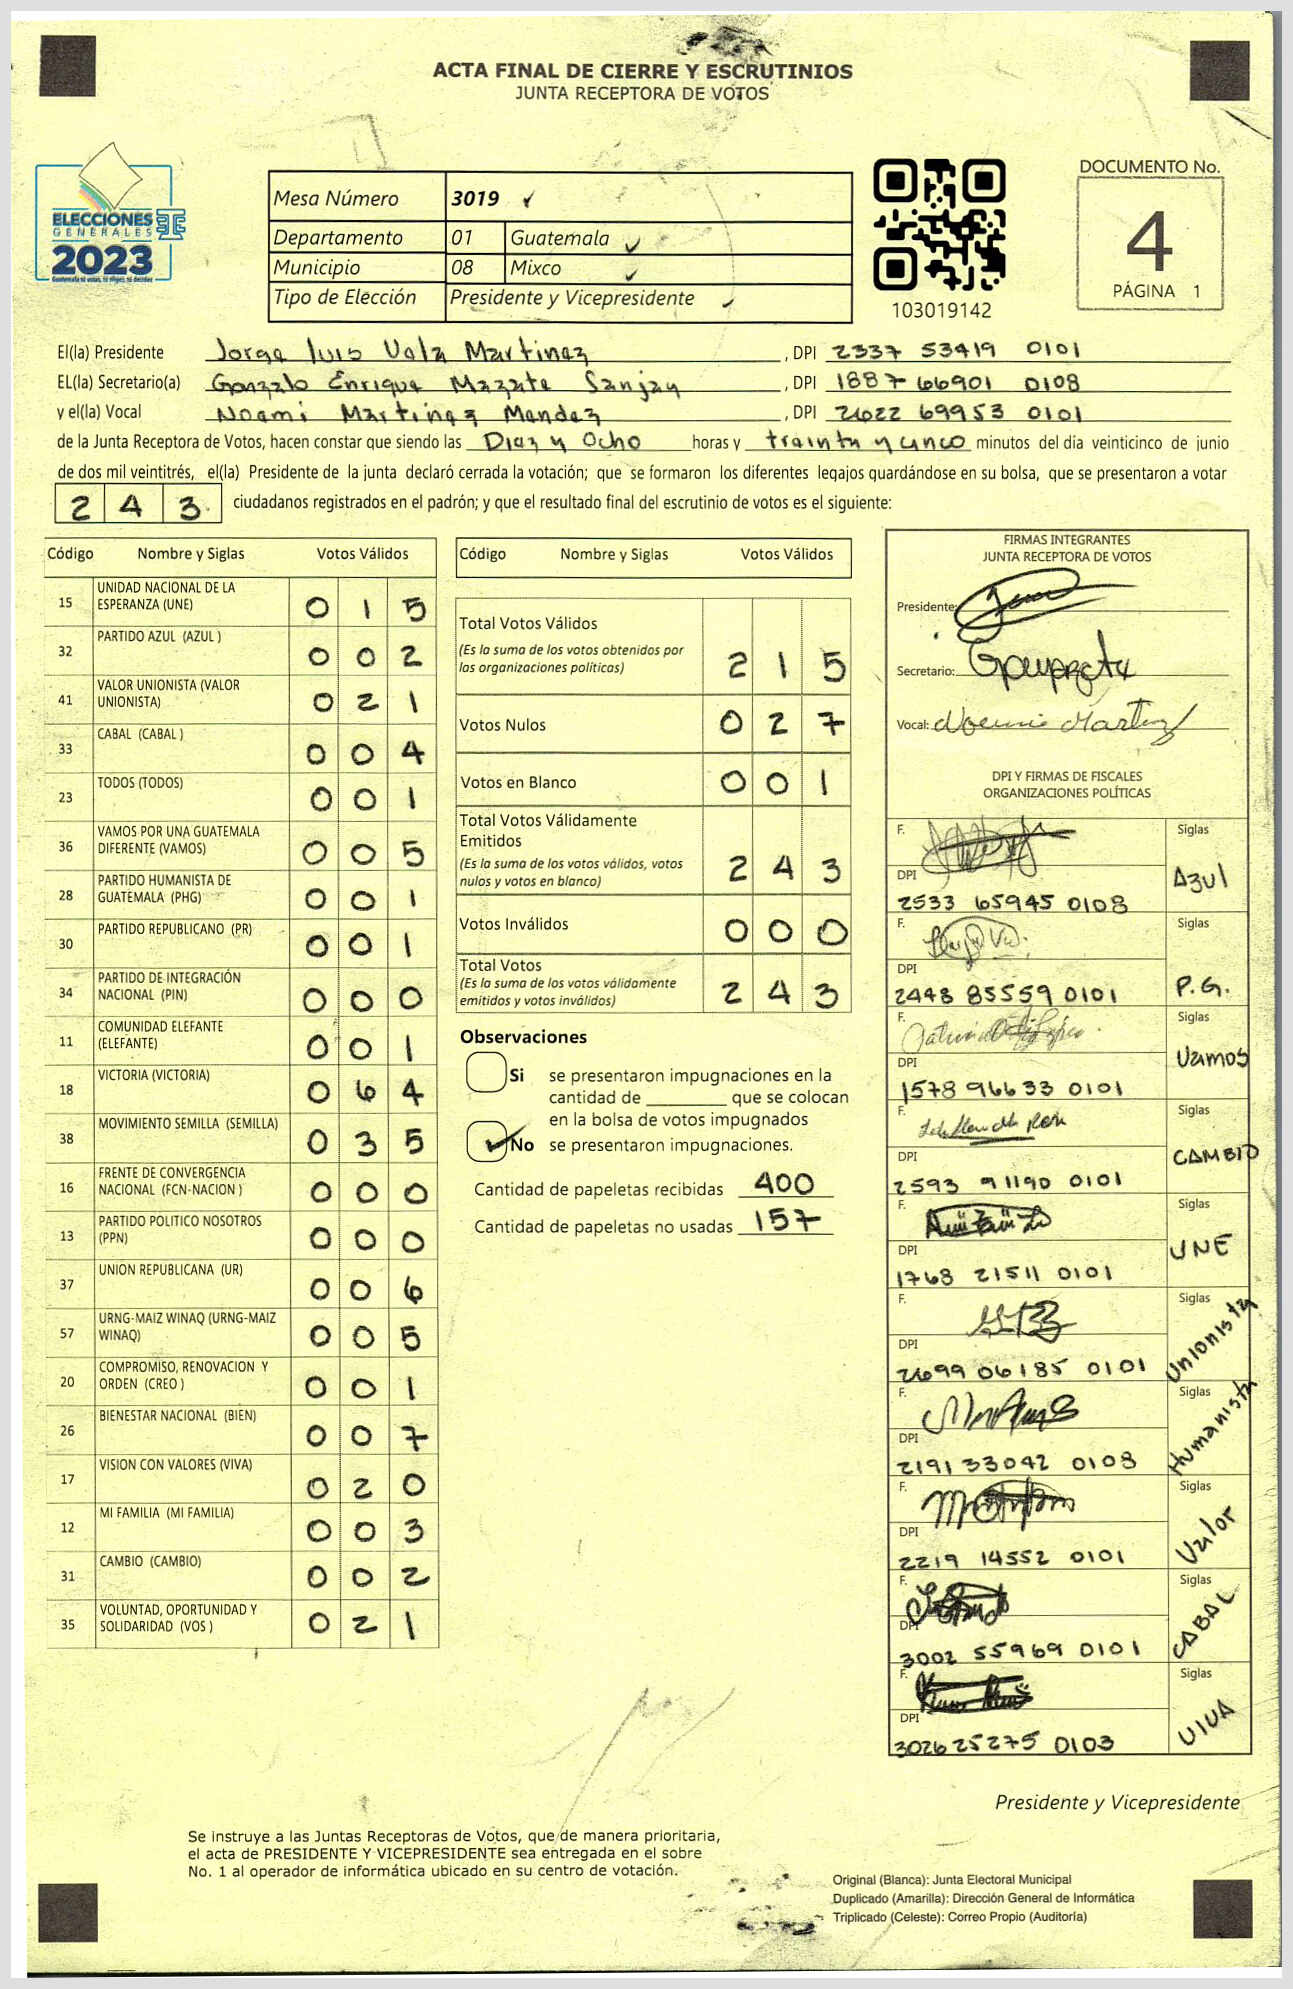 ACTA FINAL DE CIERRE Y ESCRUTINIOS
JUNTA RECEPTORA DE VOTOS
ELECCIONES
GENERALES
2023
Mesa Número 3019
Departamento 01 Guatemala
Municipio 08 Mixco
Tipo de Elección Presidente y Vicepresidente
103019142
DOCUMENTO No.
4
PÁGINA 1
El(la) Presidente Jorge Luis Vela Martinez , DPI 2337 53419 0101
EL(la) Secretario(a) Gonzalo Enrique Mazate Sanjay , DPI 1887 66901 0108
y el(la) Vocal Noemi Martinez Mendez , DPI 2622 69953 0101
de la Junta Receptora de Votos, hacen constar que siendo las Diez y Ocho horas y treinta y cinco minutos del día veinticinco de junio
de dos mil veintitrés, el(la) Presidente de la junta declaró cerrada la votación; que se formaron los diferentes legajos guardándose en su bolsa, que se presentaron a votar
2 4 3 ciudadanos registrados en el padrón; y que el resultado final del escrutinio de votos es el siguiente:
Código Nombre y Siglas Votos Válidos
15 UNIDAD NACIONAL DE LA ESPERANZA (UNE) 0 1 5
32 PARTIDO AZUL (AZUL ) 0 0 2
41 VALOR UNIONISTA (VALOR UNIONISTA) 0 2 1
33 CABAL (CABAL ) 0 0 4
23 TODOS (TODOS) 0 0 1
36 VAMOS POR UNA GUATEMALA DIFERENTE (VAMOS) 0 0 5
28 PARTIDO HUMANISTA DE GUATEMALA (PHG) 0 0 1
30 PARTIDO REPUBLICANO (PR) 0 0 1
34 PARTIDO DE INTEGRACIÓN NACIONAL (PIN) 0 0 0
11 COMUNIDAD ELEFANTE (ELEFANTE) 0 0 1
18 VICTORIA (VICTORIA) 0 6 4
38 MOVIMIENTO SEMILLA (SEMILLA) 0 3 5
16 FRENTE DE CONVERGENCIA NACIONAL (FCN-NACION ) 0 0 0
13 PARTIDO POLITICO NOSOTROS (PPN) 0 0 0
37 UNION REPUBLICANA (UR) 0 0 6
57 URNG-MAIZ WINAQ (URNG-MAIZ WINAQ) 0 0 5
20 COMPROMISO, RENOVACION Y ORDEN (CREO ) 0 0 1
26 BIENESTAR NACIONAL (BIEN) 0 0 7
17 VISION CON VALORES (VIVA) 0 2 0
12 MI FAMILIA (MI FAMILIA) 0 0 3
31 CAMBIO (CAMBIO) 0 0 2
35 VOLUNTAD, OPORTUNIDAD Y SOLIDARIDAD (VOS ) 0 2 1
Código Nombre y Siglas Votos Válidos
Total Votos Válidos
(Es la suma de los votos obtenidos por
las organizaciones políticas) 2 1 5
Votos Nulos 0 2 7
Votos en Blanco 0 0 1
Total Votos Válidamente
Emitidos
(Es la suma de los votos válidos, votos
nulos y votos en blanco) 2 4 3
Votos Inválidos 0 0 0
Total Votos
(Es la suma de los votos válidamente
emitidos y votos inválidos) 2 4 3
Observaciones
Si se presentaron impugnaciones en la
cantidad de ________ que se colocan
en la bolsa de votos impugnados
No se presentaron impugnaciones.
Cantidad de papeletas recibidas 400
Cantidad de papeletas no usadas 157
FIRMAS INTEGRANTES
JUNTA RECEPTORA DE VOTOS
Presidente:
Secretario:
Vocal: Noemi Martinez
DPI Y FIRMAS DE FISCALES
ORGANIZACIONES POLÍTICAS
F. Siglas
DPI Azul
2533 65945 0108
F. Siglas
DPI P.G.
2448 85559 0101
F. Siglas
DPI Vamos
1578 96633 0101
F. Siglas
DPI CAMBIO
2593 91190 0101
F. Siglas
DPI UNE
1768 21511 0101
F. Siglas
DPI Unionista
2699 06185 0101
F. Siglas
DPI Humanista
2191 33042 0108
F. Siglas
DPI Valor
2219 14552 0101
F. Siglas
DPI CABAL
3002 55969 0101
F. Siglas
DPI VIVA
3026 25275 0103
Presidente y Vicepresidente
Se instruye a las Juntas Receptoras de Votos, que de manera prioritaria,
el acta de PRESIDENTE Y VICEPRESIDENTE sea entregada en el sobre
No. 1 al operador de informática ubicado en su centro de votación.
Original (Blanca): Junta Electoral Municipal
Duplicado (Amarilla): Dirección General de Informática
Triplicado (Celeste): Correo Propio (Auditoría)